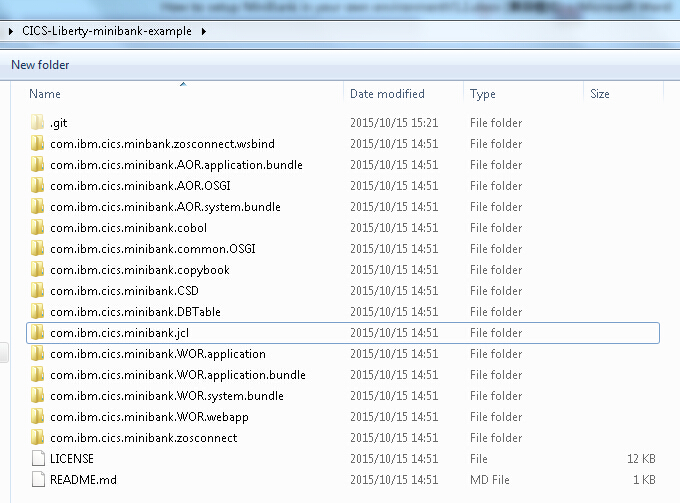 How to setup MiniBank in your own environment
CICS-Liberty-minibank-example
New folder
Name Date modified Type Size
.git 2015/10/15 15:21 File folder
com.ibm.cics.minbank.zosconnect.wsbind 2015/10/15 14:51 File folder
com.ibm.cics.minibank.AOR.application.bundle 2015/10/15 14:51 File folder
com.ibm.cics.minibank.AOR.OSGI 2015/10/15 14:51 File folder
com.ibm.cics.minibank.AOR.system.bundle 2015/10/15 14:51 File folder
com.ibm.cics.minibank.cobol 2015/10/15 14:51 File folder
com.ibm.cics.minibank.common.OSGI 2015/10/15 14:51 File folder
com.ibm.cics.minibank.copybook 2015/10/15 14:51 File folder
com.ibm.cics.minibank.CSD 2015/10/15 14:51 File folder
com.ibm.cics.minibank.DBTable 2015/10/15 14:51 File folder
com.ibm.cics.minibank.jcl 2015/10/15 14:51 File folder
com.ibm.cics.minibank.WOR.application 2015/10/15 14:51 File folder
com.ibm.cics.minibank.WOR.application.bundle 2015/10/15 14:51 File folder
com.ibm.cics.minibank.WOR.system.bundle 2015/10/15 14:51 File folder
com.ibm.cics.minibank.WOR.webapp 2015/10/15 14:51 File folder
com.ibm.cics.minibank.zosconnect 2015/10/15 14:51 File folder
LICENSE 2015/10/15 14:51 File 12 KB
README.md 2015/10/15 14:51 MD File 1 KB